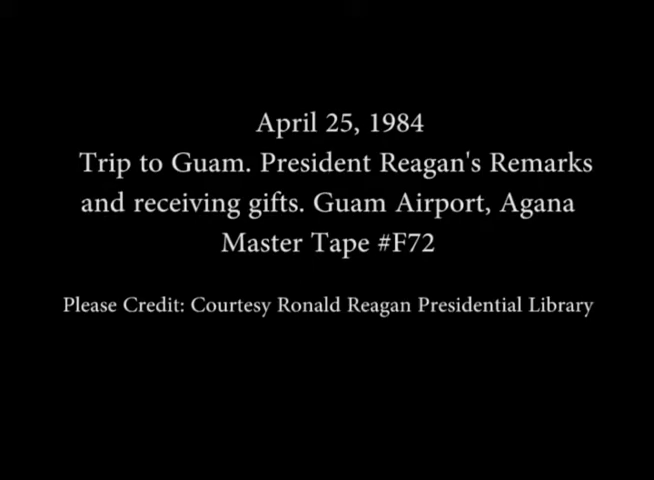 April 25, 1984
Trip to Guam. President Reagan's Remarks
and receiving gifts. Guam Airport, Agana
Master Tape #F72
Please Credit: Courtesy Ronald Reagan Presidential Library